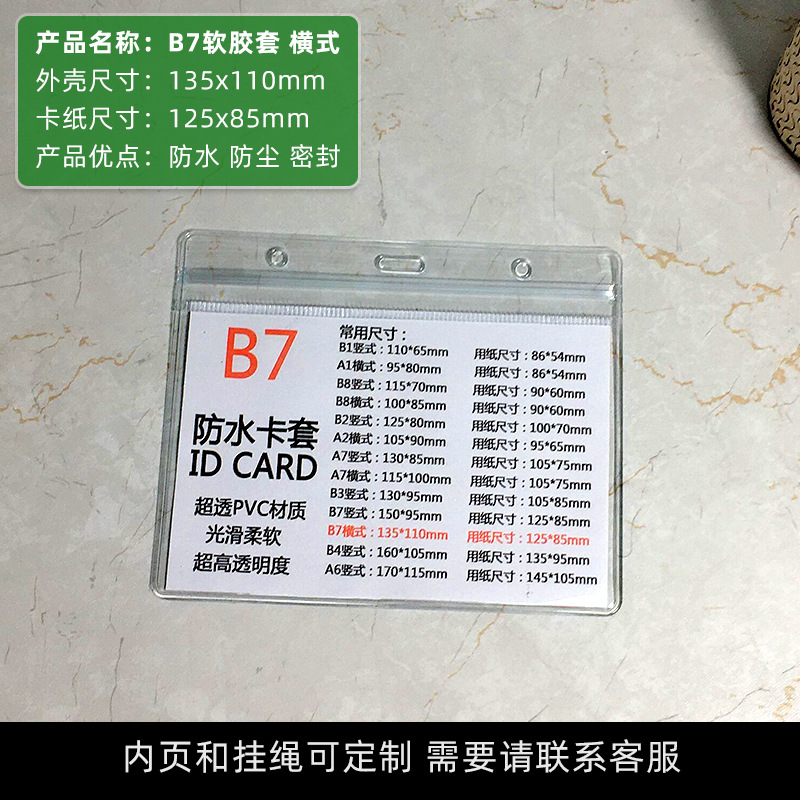 产品名称：B7软胶套 横式
外壳尺寸：135x110mm
卡纸尺寸：125x85mm
产品优点：防水 防尘 密封
B7
防水卡套
ID CARD
超透PVC材质
光滑柔软
超高透明度
常用尺寸：
B1竖式：110*65mm 用纸尺寸：86*54mm
A1横式：95*80mm 用纸尺寸：86*54mm
B8竖式：115*70mm 用纸尺寸：90*60mm
B8横式：100*85mm 用纸尺寸：90*60mm
B2竖式：125*80mm 用纸尺寸：100*70mm
A2横式：105*90mm 用纸尺寸：95*65mm
A7竖式：130*85mm 用纸尺寸：105*75mm
A7横式：115*100mm 用纸尺寸：105*75mm
B3竖式：130*95mm 用纸尺寸：105*85mm
B7竖式：150*95mm 用纸尺寸：125*85mm
B7横式：135*110mm 用纸尺寸：125*85mm
B4竖式：160*105mm 用纸尺寸：135*95mm
A6竖式：170*115mm 用纸尺寸：145*105mm
内页和挂绳可定制 需要请联系客服